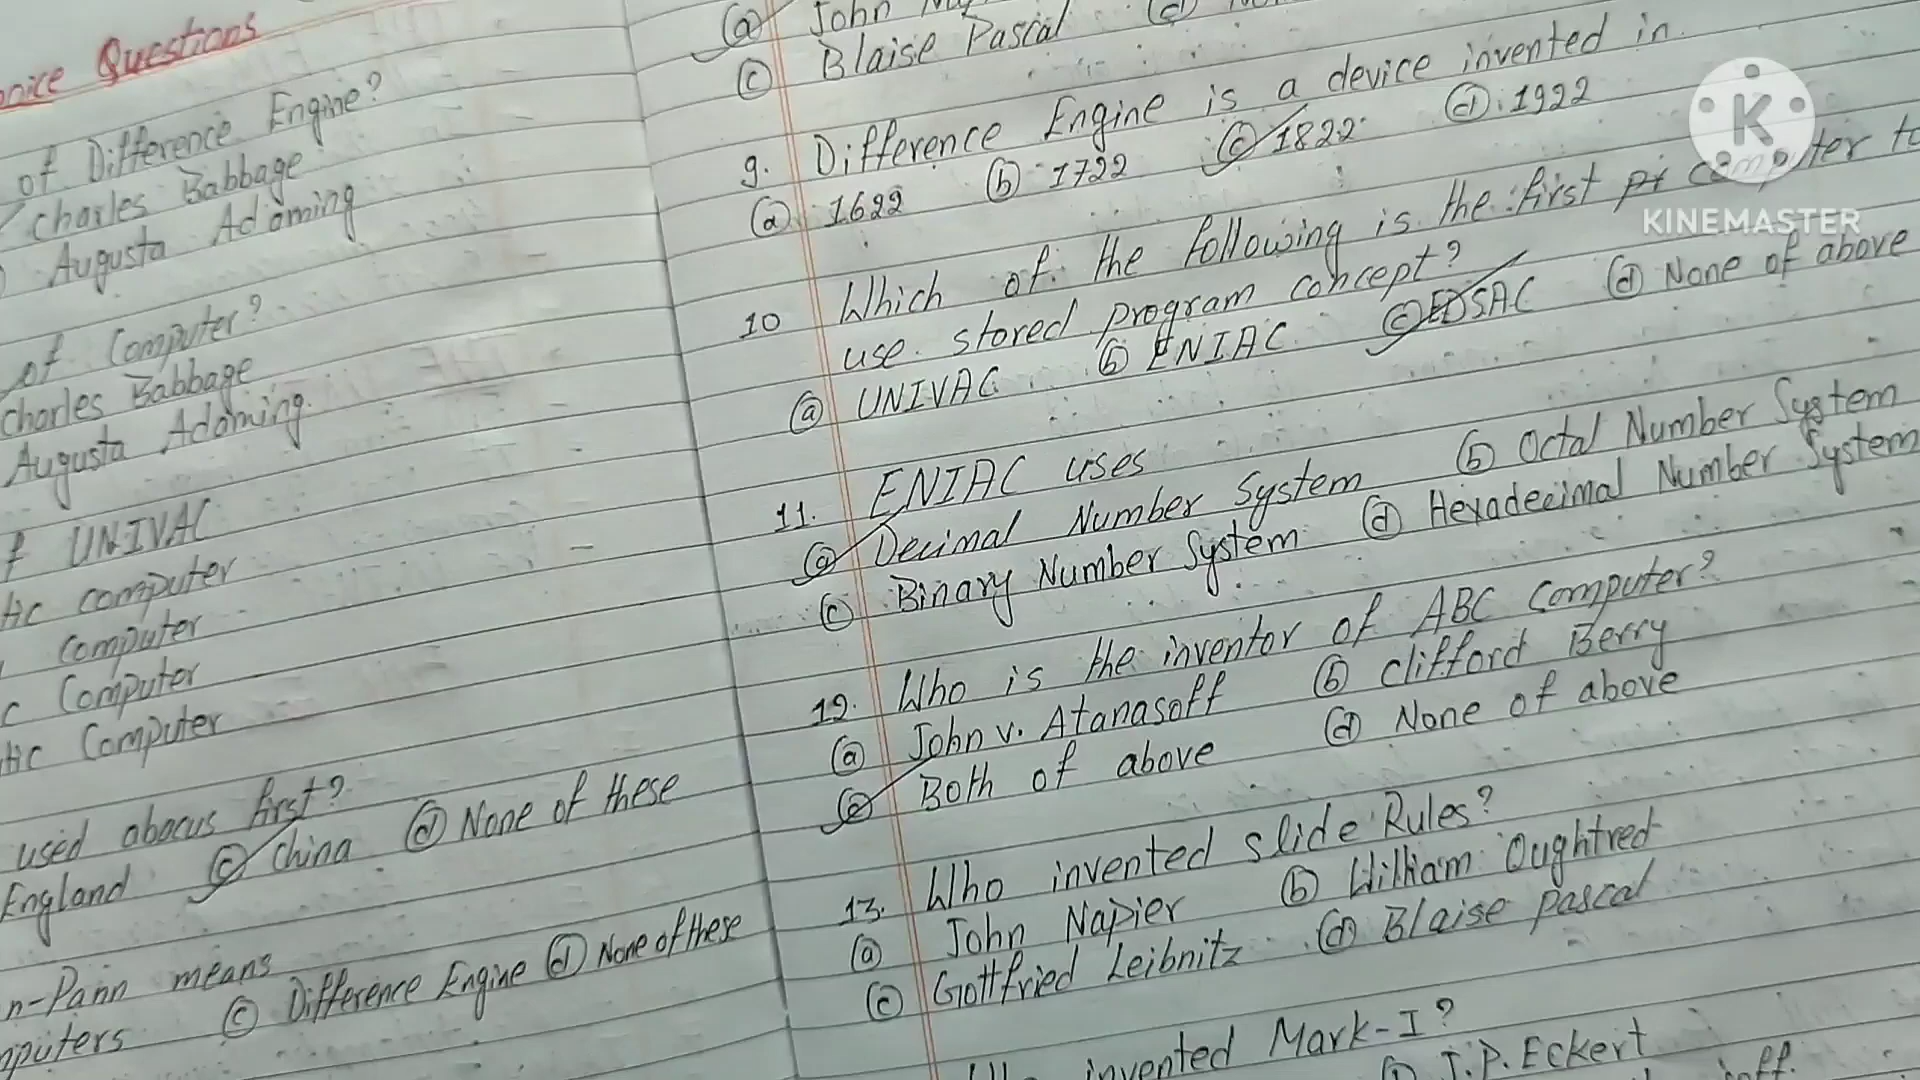 Questions
of Difference Engine?
Charles Babbage
Augusta Adaming
of Computer?
Charles Babbage
Augusta Adaming.
UNIVAC
tic computer
Computer
c Computer
tic Computer
used abacus first?
England (c) China (d) None of these
n-Pann means
mputers (c) Difference Engine (d) None of these
(a) John
(c) Blaise Pascal
9. Difference Engine is a device invented in
(a) 1622 (b) 1722 (c) 1822 (d) 1922
10 Which of the following is the first computer to
use stored program concept?
(a) UNIVAC (b) ENIAC (c) EDSAC (d) None of above
11. ENIAC uses
(a) Decimal Number System (b) Octal Number System
(c) Binary Number System (d) Hexadecimal Number System
12. Who is the inventor of ABC Computer?
(a) John v. Atanasoff (b) Clifford Berry
(c) Both of above (d) None of above
13. Who invented slide Rules?
(a) John Napier (b) William Oughtred
(c) Gottfried Leibnitz (d) Blaise pascal
invented Mark-I?
J.P. Eckert
K
KINEMASTER